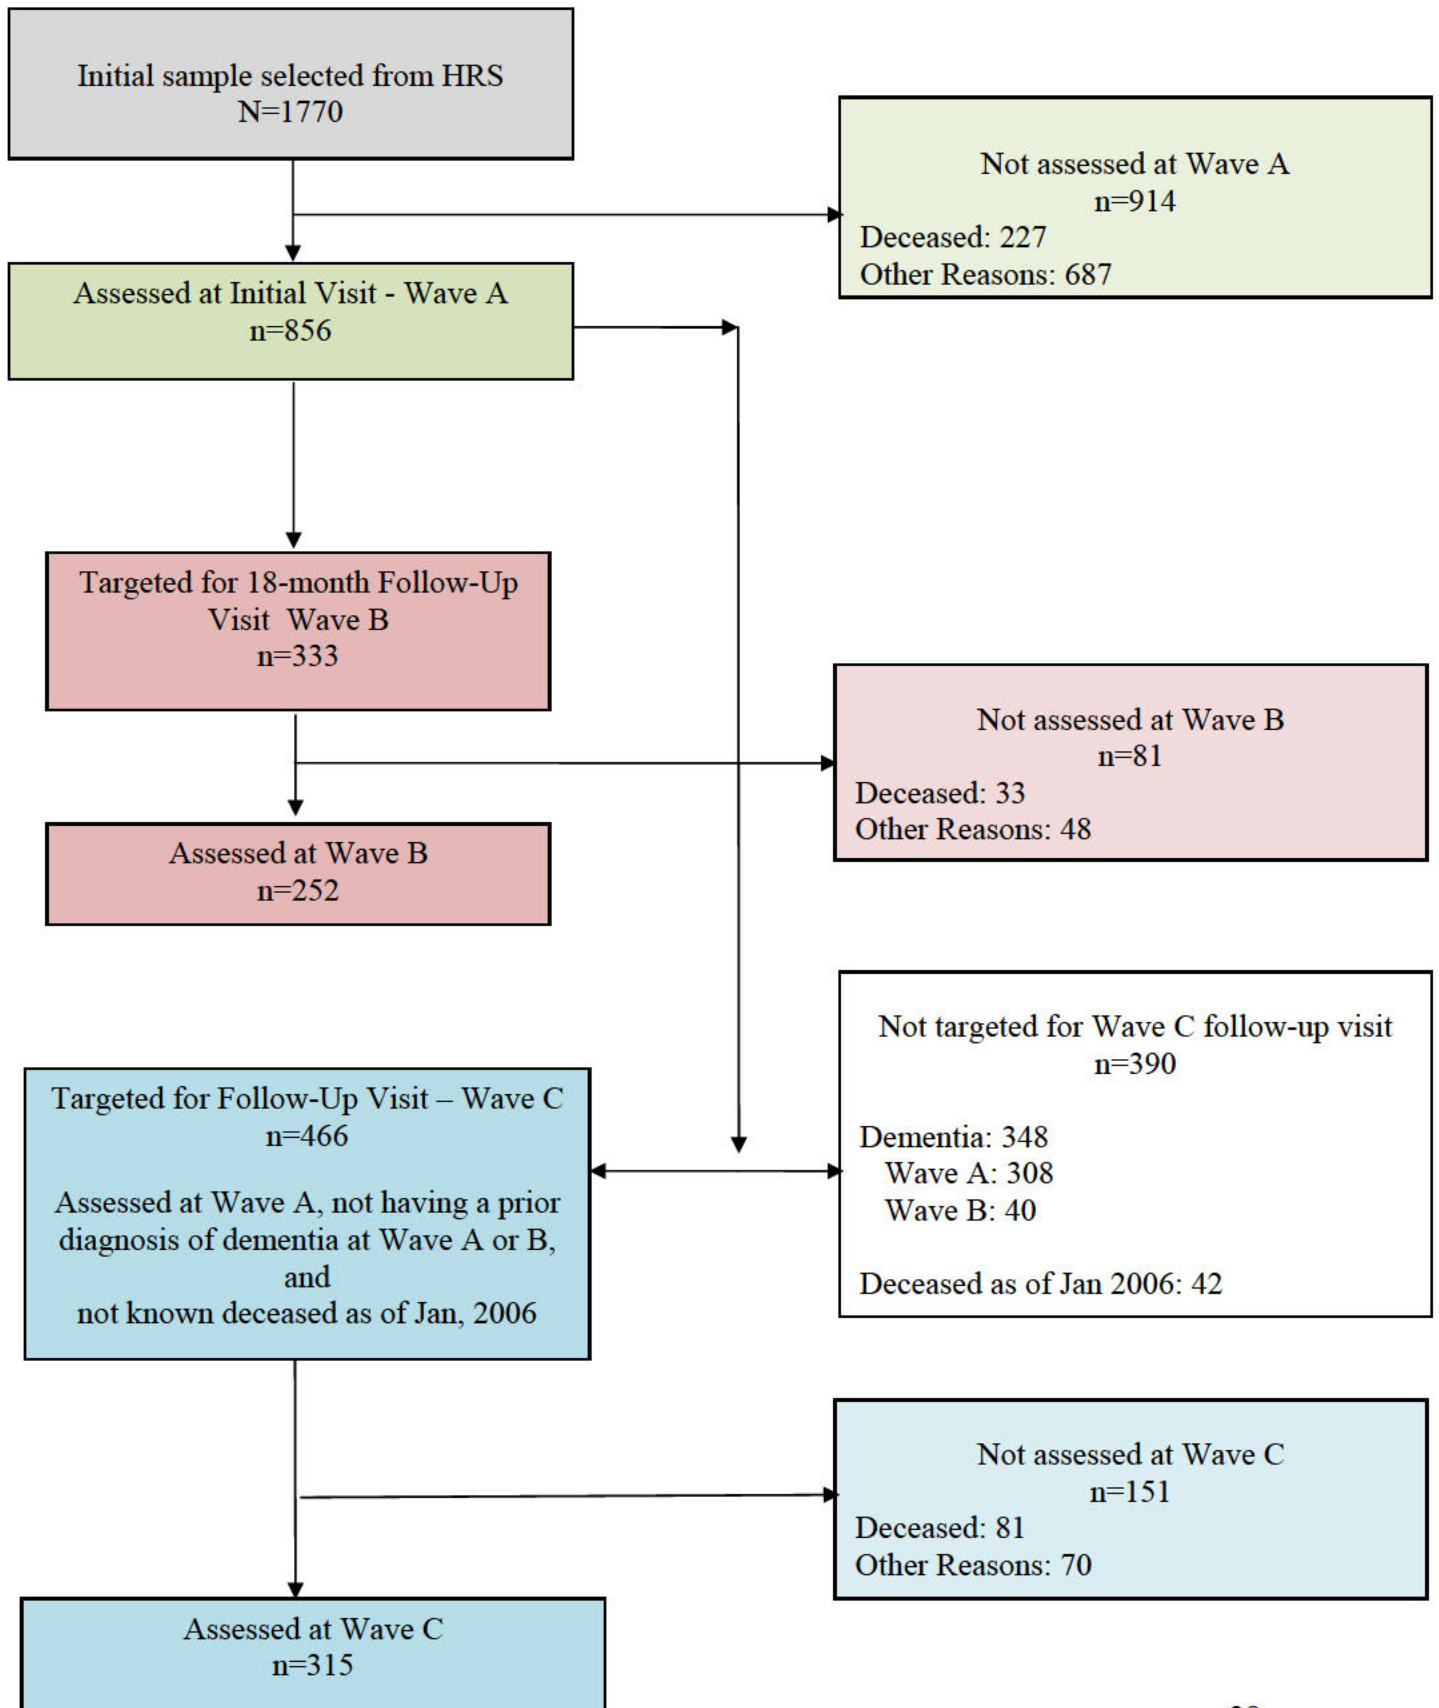 Initial sample selected from HRS
N=1770
Not assessed at Wave A
n=914
Deceased: 227
Other Reasons: 687
Assessed at Initial Visit - Wave A
n=856
Targeted for 18-month Follow-Up
Visit  Wave B
n=333
Not assessed at Wave B
n=81
Deceased: 33
Other Reasons: 48
Assessed at Wave B
n=252
Not targeted for Wave C follow-up visit
n=390
Dementia: 348
Wave A: 308
Wave B: 40
Deceased as of Jan 2006: 42
Targeted for Follow-Up Visit – Wave C
n=466
Assessed at Wave A, not having a prior
diagnosis of dementia at Wave A or B,
and
not known deceased as of Jan, 2006
Not assessed at Wave C
n=151
Deceased: 81
Other Reasons: 70
Assessed at Wave C
n=315